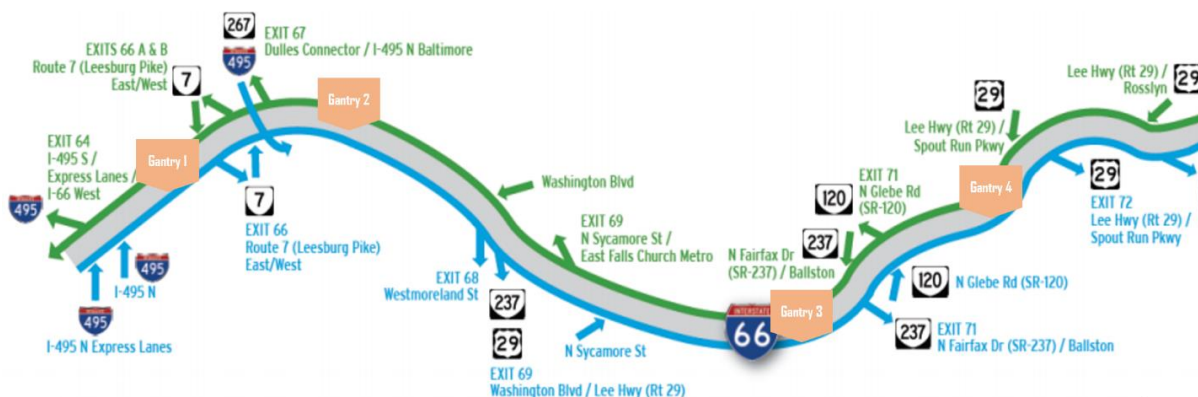 267
495
EXIT 67
Dulles Connector / I-495 N Baltimore
EXITS 66 A & B
Route 7 (Leesburg Pike)
East/West
7
Gantry 2
EXIT 64
I-495 S /
Express Lanes /
I-66 West
495
Gantry 1
7
EXIT 66
Route 7 (Leesburg Pike)
East/West
495
I-495 N
495
I-495 N Express Lanes
Washington Blvd
EXIT 69
N Sycamore St /
East Falls Church Metro
EXIT 68
Westmoreland St
237
29
EXIT 69
Washington Blvd / Lee Hwy (Rt 29)
N Sycamore St
INTERSTATE
66
Gantry 3
N Fairfax Dr
(SR-237) / Ballston
237
120
EXIT 71
N Glebe Rd
(SR-120)
120
N Glebe Rd (SR-120)
237
EXIT 71
N Fairfax Dr (SR-237) / Ballston
Gantry 4
29
Lee Hwy (Rt 29) /
Spout Run Pkwy
Lee Hwy (Rt 29) /
Rosslyn
29
29
EXIT 72
Lee Hwy (Rt 29) /
Spout Run Pkwy